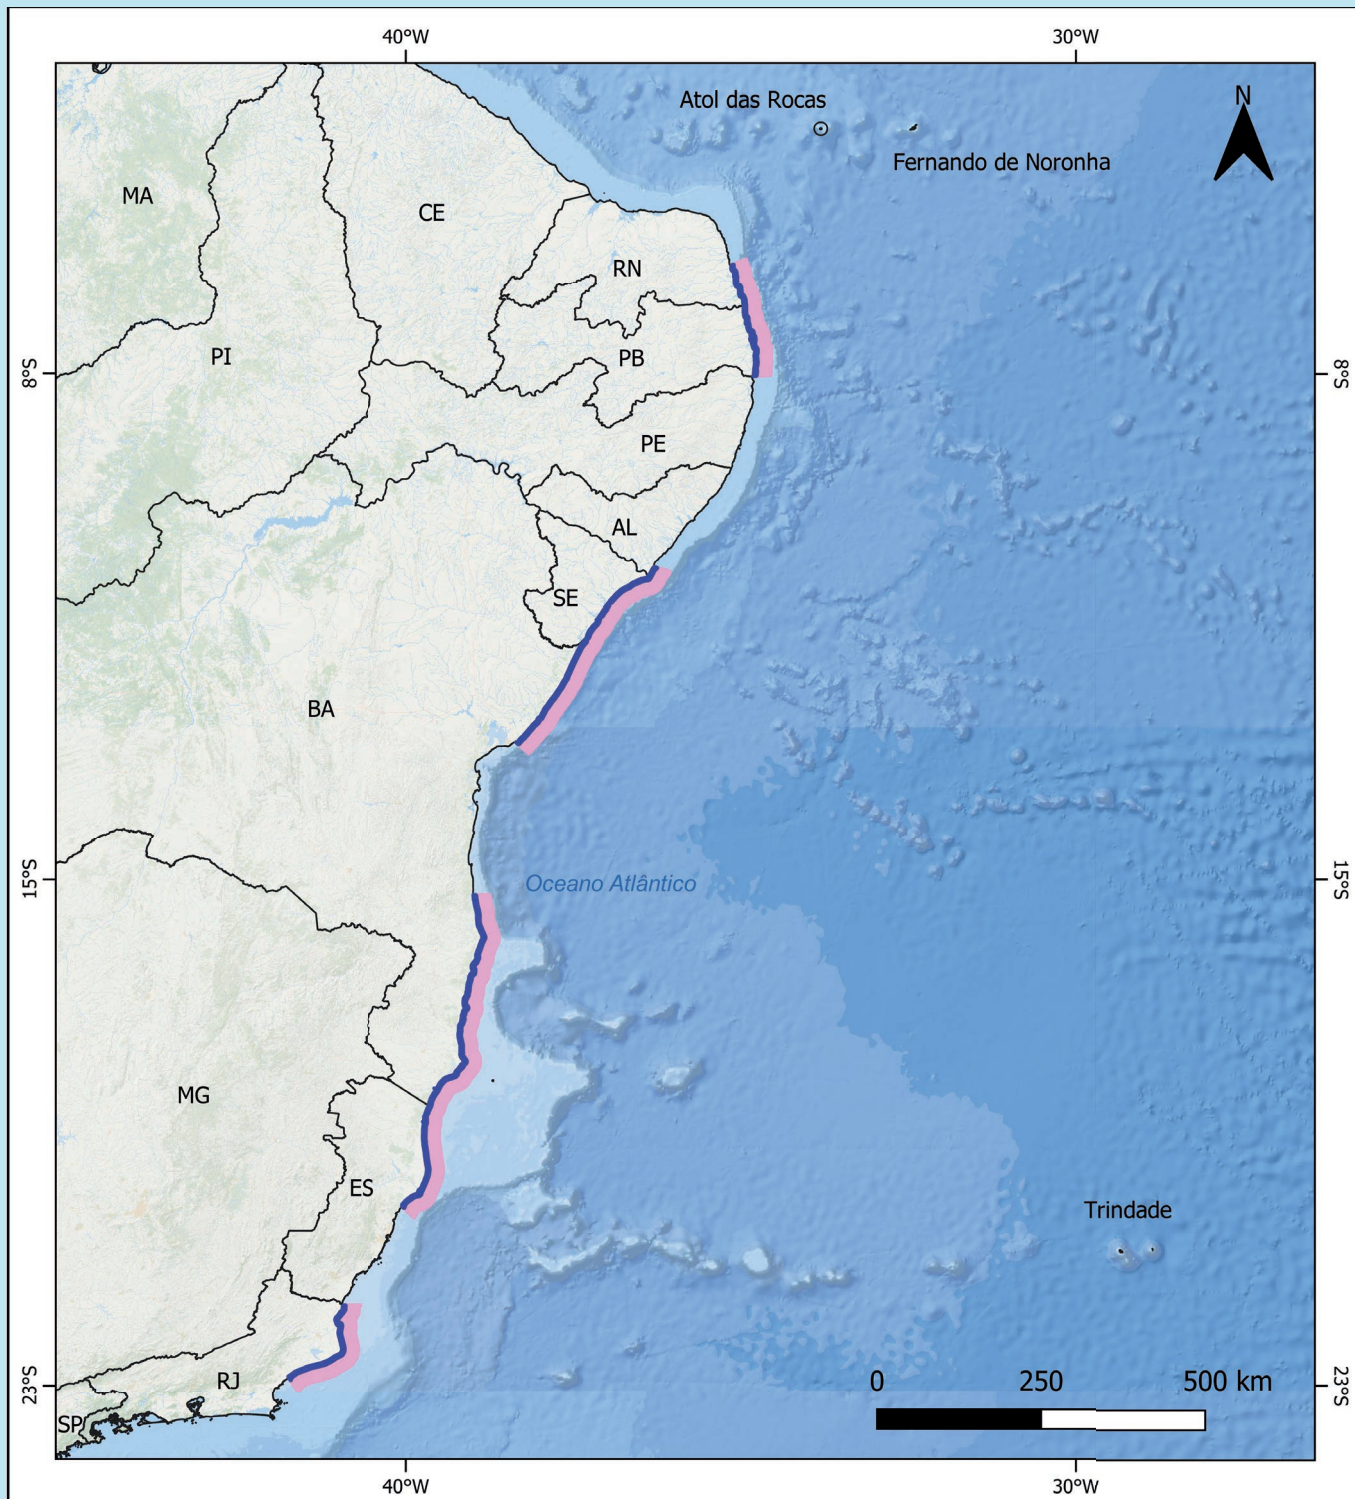 40°W 30°W
Atol das Rocas
N
Fernando de Noronha
MA
CE
RN
PI
PB
8°S 8°S
PE
AL
SE
BA
15°S 15°S
Oceano Atlântico
MG
ES
Trindade
RJ
0 250 500 km
23°S 23°S
SP
40°W 30°W